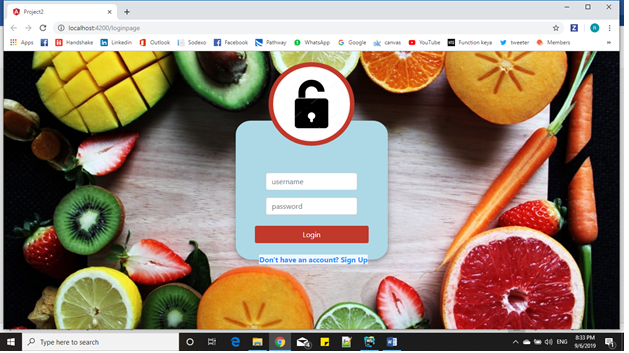 Project2
localhost:4200/loginpage
Apps Handshake Linkedin Outlook Sodexo Facebook Pathway WhatsApp Google canvas YouTube Function keya tweeter Members »
username
password
Login
Don't have an account? Sign Up
Type here to search
ENG
8:33 PM
9/6/2019